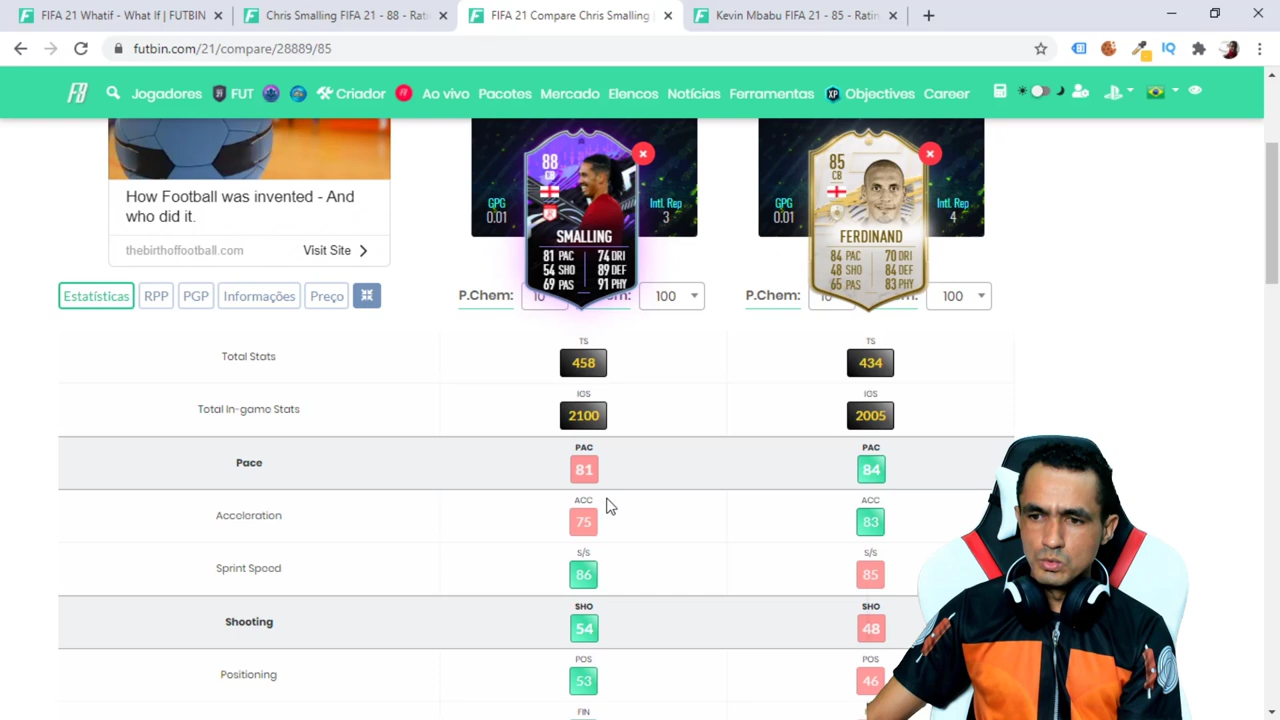 FIFA 21 Whatif - What If | FUTBIN
Chris Smalling FIFA 21 - 88 - Rati
FIFA 21 Compare Chris Smalling
Kevin Mbabu FIFA 21 - 85 - Ratin
futbin.com/21/compare/28889/85
IQ
F8
Jogadores
FUT
Criador
Ao vivo
Pacotes
Mercado
Elencos
Notícias
Ferramentas
XP
Objectives
Career
How Football was invented - And
who did it.
thebirthoffootball.com
Visit Site
GPG
0.01
88
CB
SMALLING
81 PAC 74 DRI
54 SHO 89 DEF
69 PAS 91 PHY
Intl. Rep
3
GPG
0.01
85
CB
FERDINAND
84 PAC 70 DRI
48 SHO 84 DEF
65 PAS 83 PHY
Intl. Rep
4
Estatísticas
RPP
PGP
Informações
Preço
P.Chem:
10
100
P.Chem:
100
Total Stats
TS
458
TS
434
Total In-game Stats
IGS
2100
IGS
2005
Pace
PAC
81
PAC
84
Acceleration
ACC
75
ACC
83
Sprint Speed
S/S
86
S/S
85
Shooting
SHO
54
SHO
48
Positioning
POS
53
POS
46
FIN